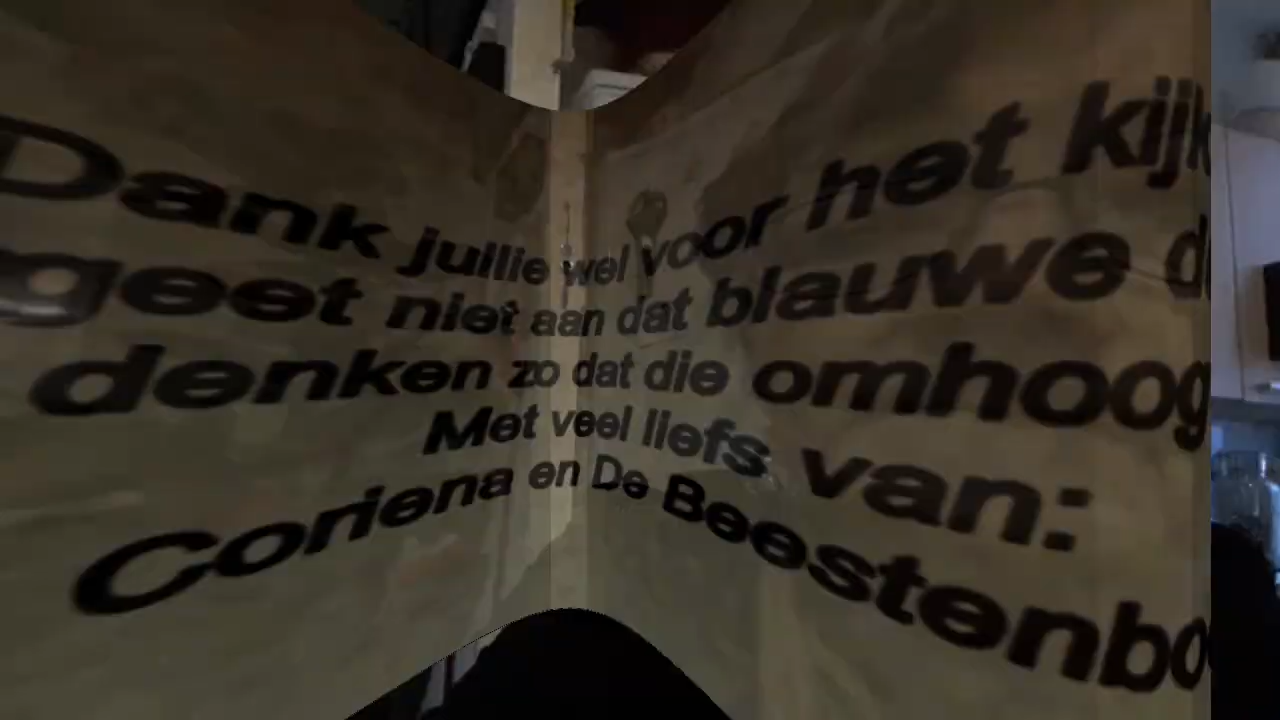 Dank jullie wel voor het kijk
geet niet aan dat blauwe d
denken zo dat die omhoog
Met veel liefs van:
Coriena en De Beestenbo